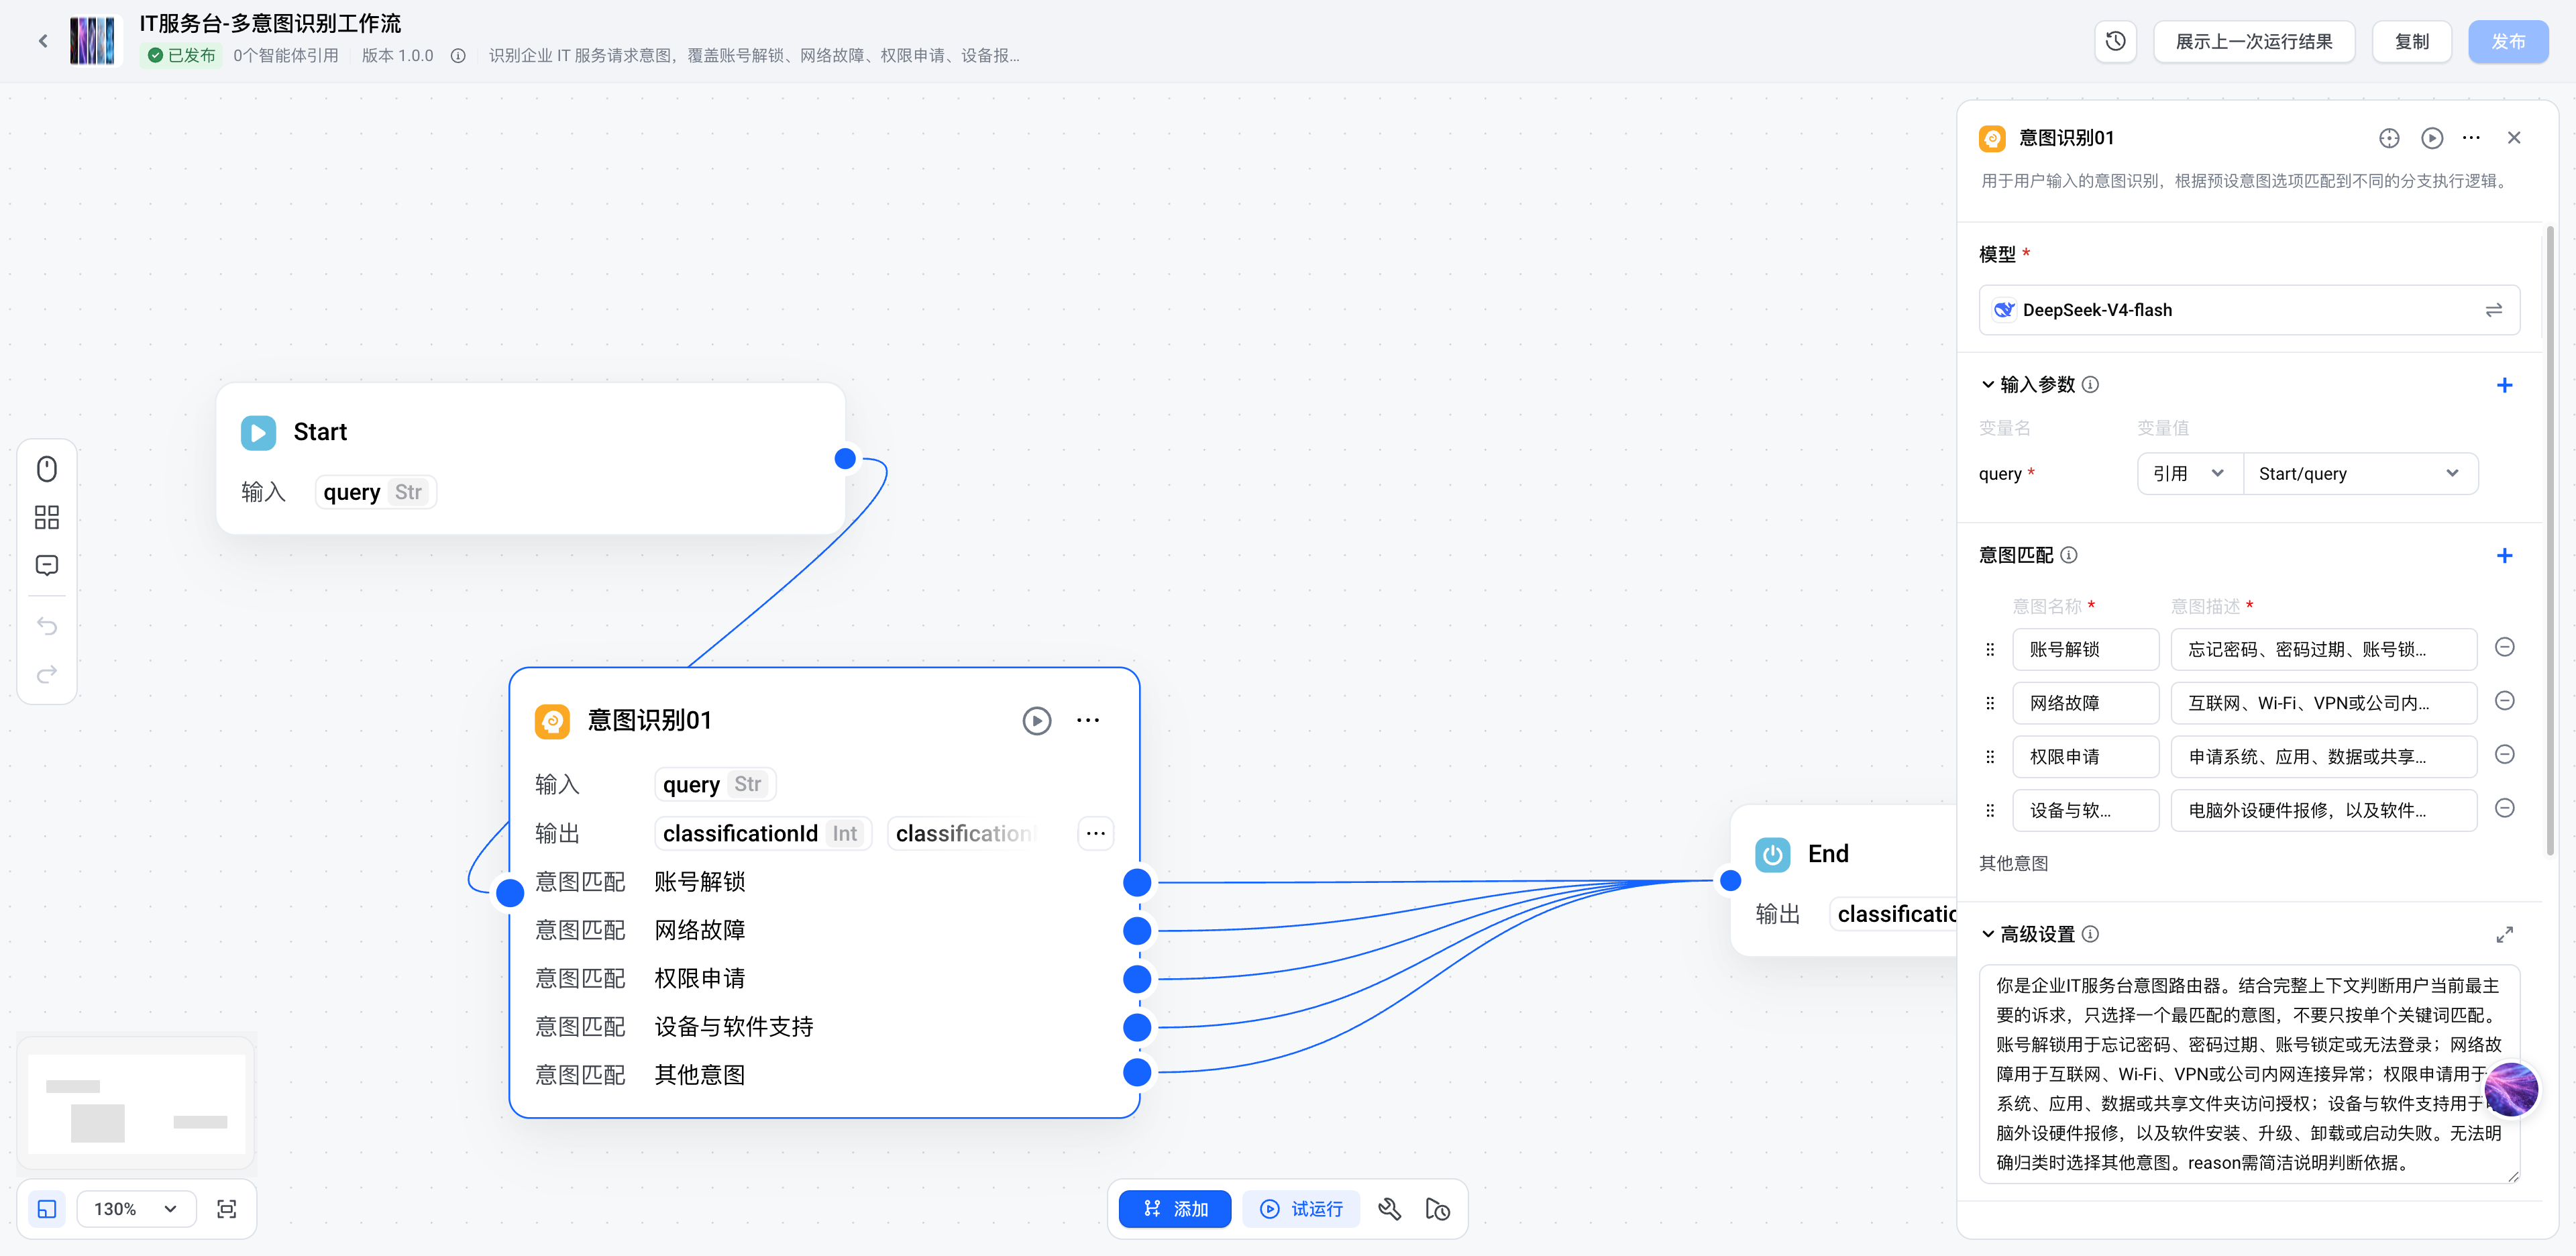 IT服务台-多意图识别工作流
已发布 0个智能体引用 版本 1.0.0 识别企业 IT 服务请求意图，覆盖账号解锁、网络故障、权限申请、设备报...
展示上一次运行结果
复制
发布
Start
输入 query Str
意图识别01
输入 query Str
输出 classificationId Int classification
意图匹配 账号解锁
意图匹配 网络故障
意图匹配 权限申请
意图匹配 设备与软件支持
意图匹配 其他意图
End
输出 classificatio
130%
添加
试运行
意图识别01
用于用户输入的意图识别，根据预设意图选项匹配到不同的分支执行逻辑。
模型 *
DeepSeek-V4-flash
输入参数
变量名 变量值
query * 引用 Start/query
意图匹配
意图名称 * 意图描述 *
账号解锁 忘记密码、密码过期、账号锁...
网络故障 互联网、Wi-Fi、VPN或公司内...
权限申请 申请系统、应用、数据或共享...
设备与软... 电脑外设硬件报修，以及软件...
其他意图
高级设置
你是企业IT服务台意图路由器。结合完整上下文判断用户当前最主
要的诉求，只选择一个最匹配的意图，不要只按单个关键词匹配。
账号解锁用于忘记密码、密码过期、账号锁定或无法登录；网络故
障用于互联网、Wi-Fi、VPN或公司内网连接异常；权限申请用于
系统、应用、数据或共享文件夹访问授权；设备与软件支持用于
脑外设硬件报修，以及软件安装、升级、卸载或启动失败。无法明
确归类时选择其他意图。reason需简洁说明判断依据。